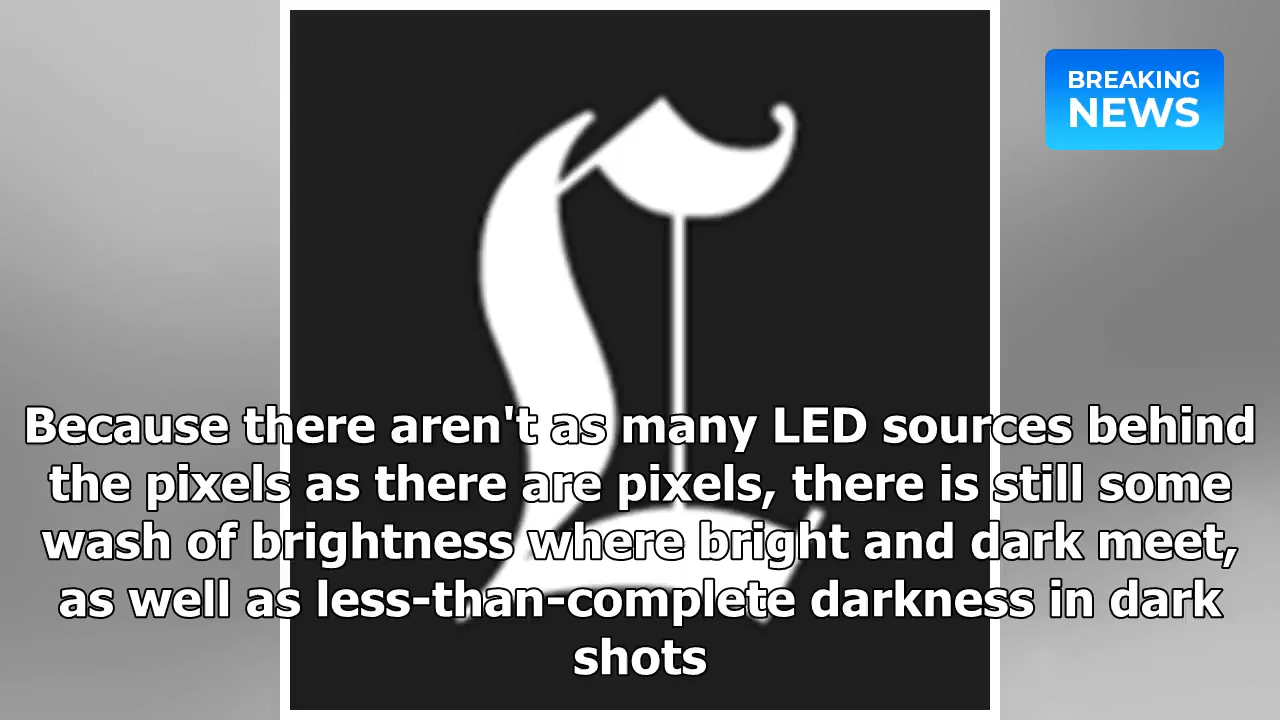 BREAKING
NEWS
Because there aren't as many LED sources behind
the pixels as there are pixels, there is still some
wash of brightness where bright and dark meet,
as well as less-than-complete darkness in dark
shots